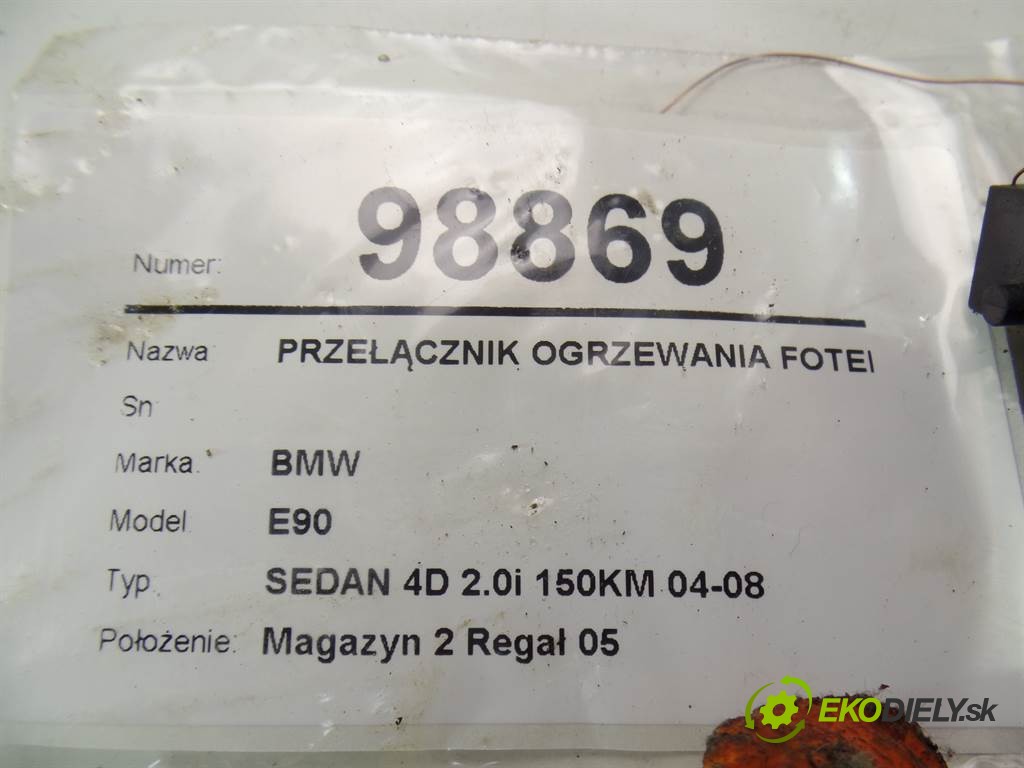 Numer: 98869
Nazwa PRZEŁĄCZNIK OGRZEWANIA FOTEI
Sn
Marka: BMW
Model E90
Typ: SEDAN 4D 2.0i 150KM 04-08
Położenie: Magazyn 2 Regał 05
EKODIELY.sk